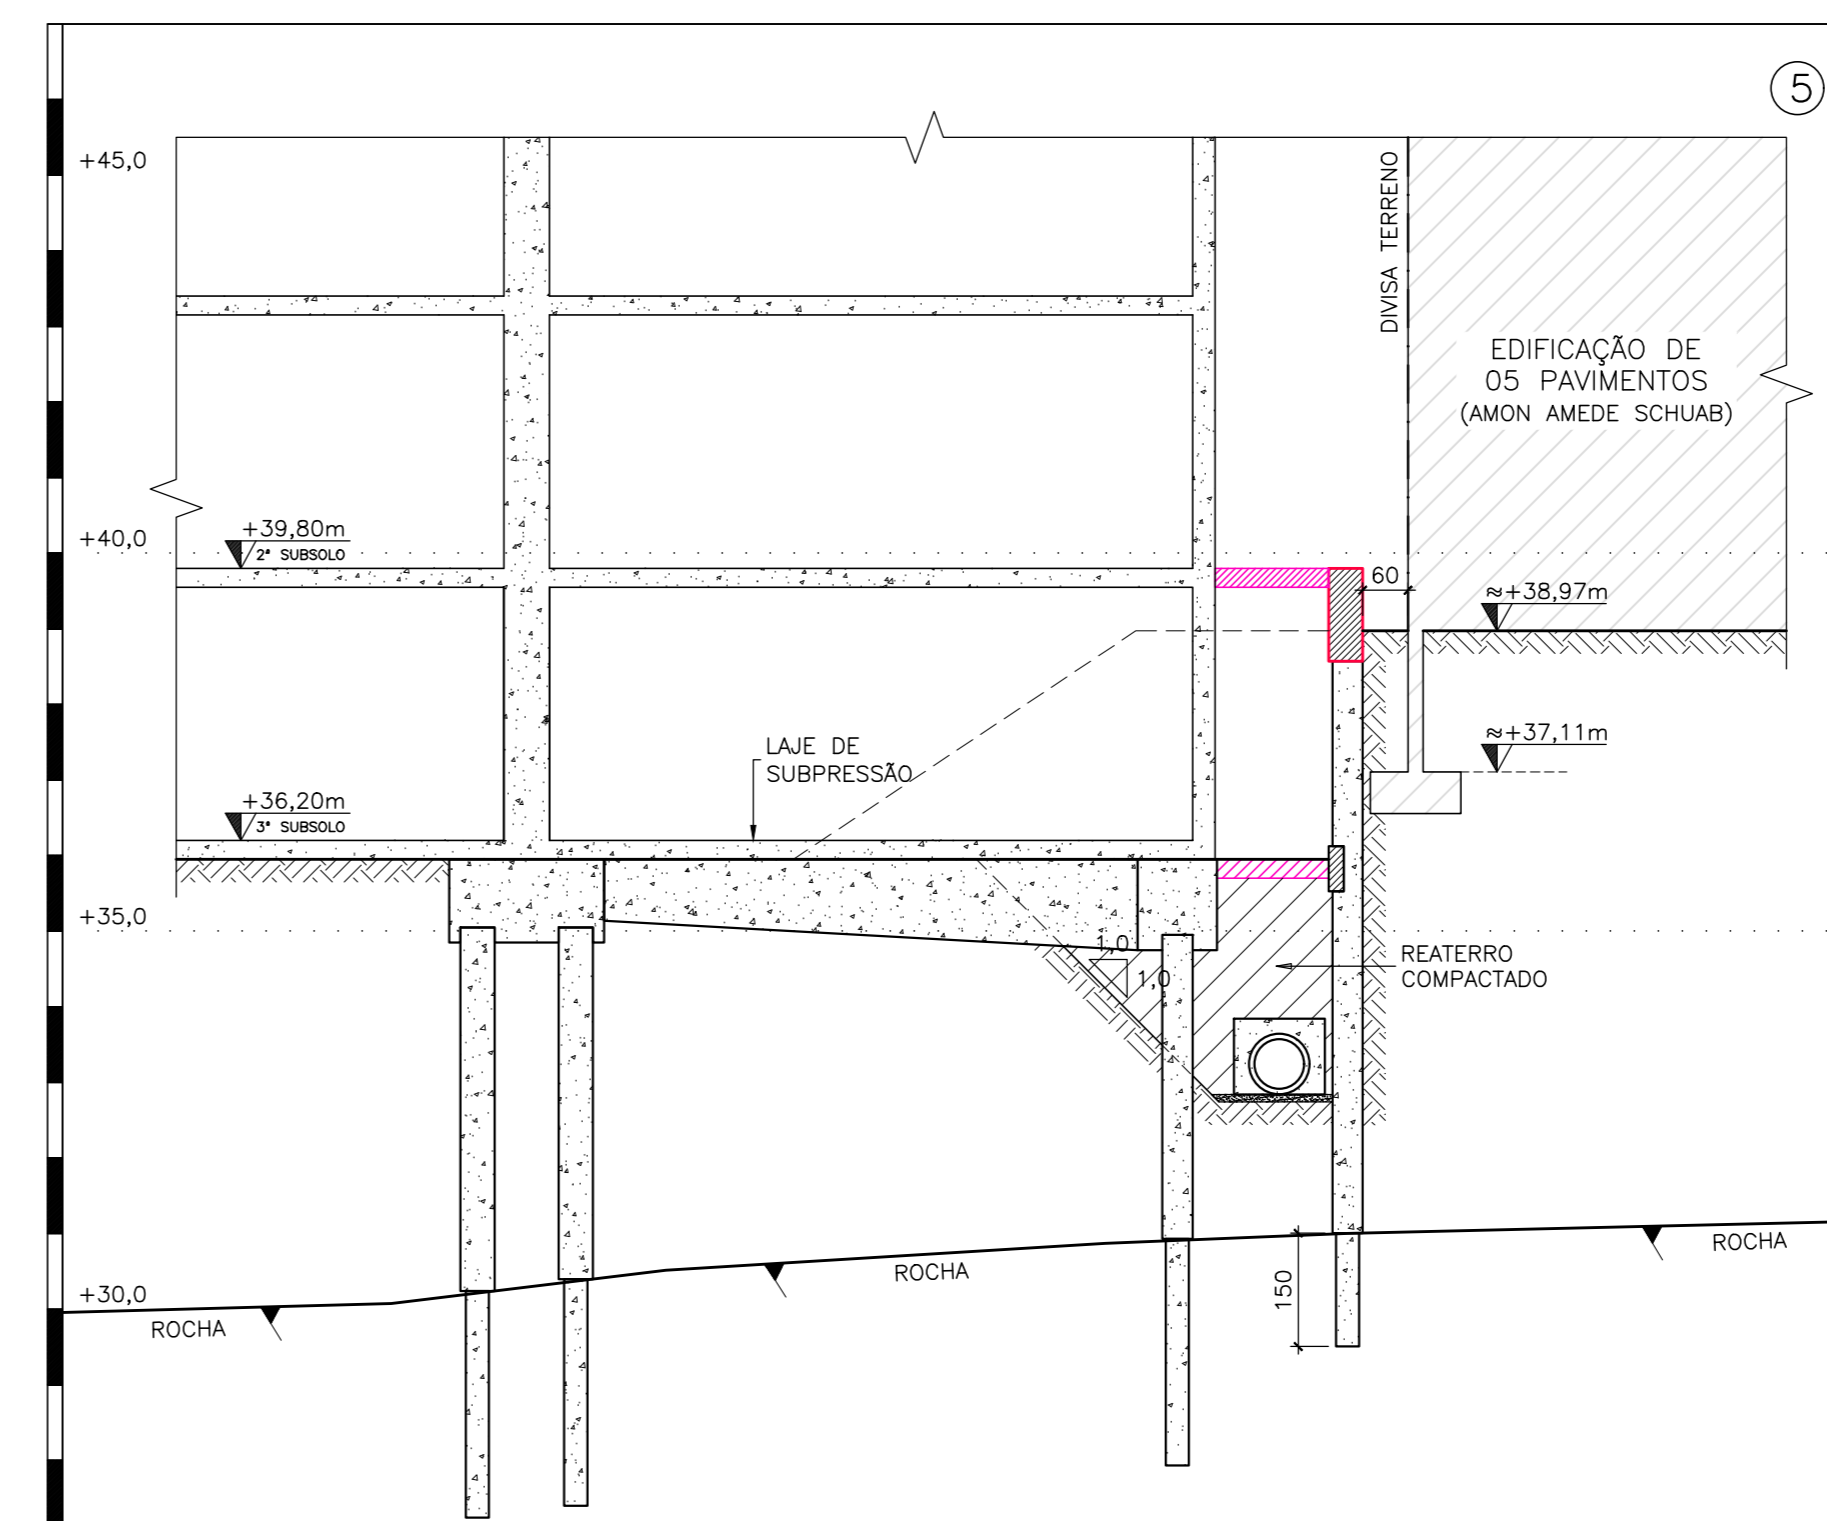 5
+45,0
DIVISA TERRENO
EDIFICAÇÃO DE
05 PAVIMENTOS
(AMON AMEDE SCHUAB)
+39,80m
2º SUBSOLO
+40,0
60
≈+38,97m
LAJE DE
SUBPRESSÃO
≈+37,11m
+36,20m
3º SUBSOLO
+35,0
1,0
1,0
REATERRO
COMPACTADO
ROCHA
ROCHA
150
+30,0
ROCHA